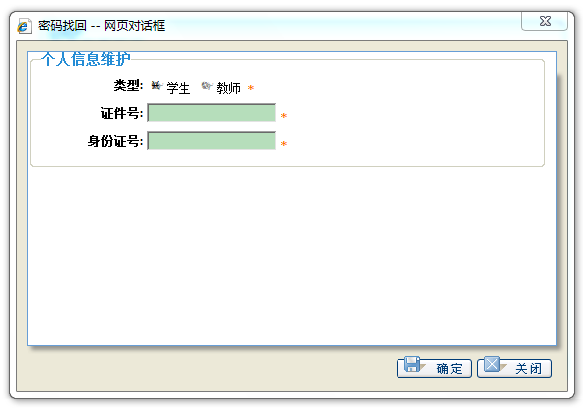 密码找回 -- 网页对话框
个人信息维护
类型: 学生 教师 *
证件号: *
身份证号: *
确定 关闭